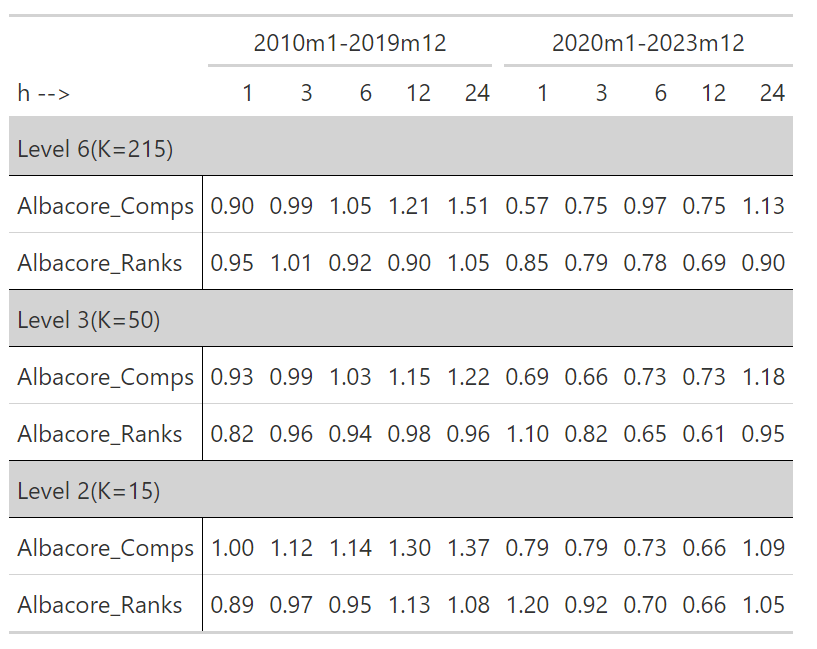 2010m1-2019m12 2020m1-2023m12
h --> 1 3 6 12 24 1 3 6 12 24
Level 6(K=215)
Albacore_Comps 0.90 0.99 1.05 1.21 1.51 0.57 0.75 0.97 0.75 1.13
Albacore_Ranks 0.95 1.01 0.92 0.90 1.05 0.85 0.79 0.78 0.69 0.90
Level 3(K=50)
Albacore_Comps 0.93 0.99 1.03 1.15 1.22 0.69 0.66 0.73 0.73 1.18
Albacore_Ranks 0.82 0.96 0.94 0.98 0.96 1.10 0.82 0.65 0.61 0.95
Level 2(K=15)
Albacore_Comps 1.00 1.12 1.14 1.30 1.37 0.79 0.79 0.73 0.66 1.09
Albacore_Ranks 0.89 0.97 0.95 1.13 1.08 1.20 0.92 0.70 0.66 1.05